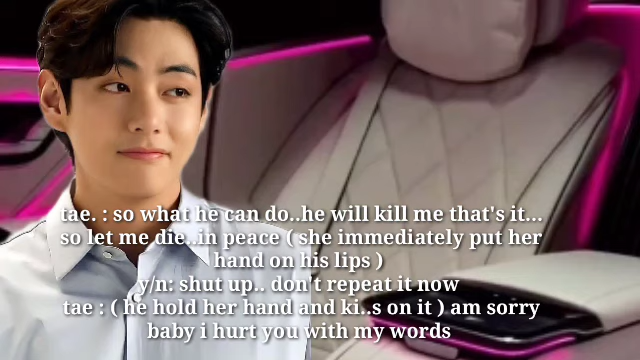 tae. : so what he can do..he will kill me that's it...
so let me die..in peace ( she immediately put her
hand on his lips )
y/n: shut up.. don't repeat it now
tae : ( he hold her hand and ki..s on it ) am sorry
baby i hurt you with my words